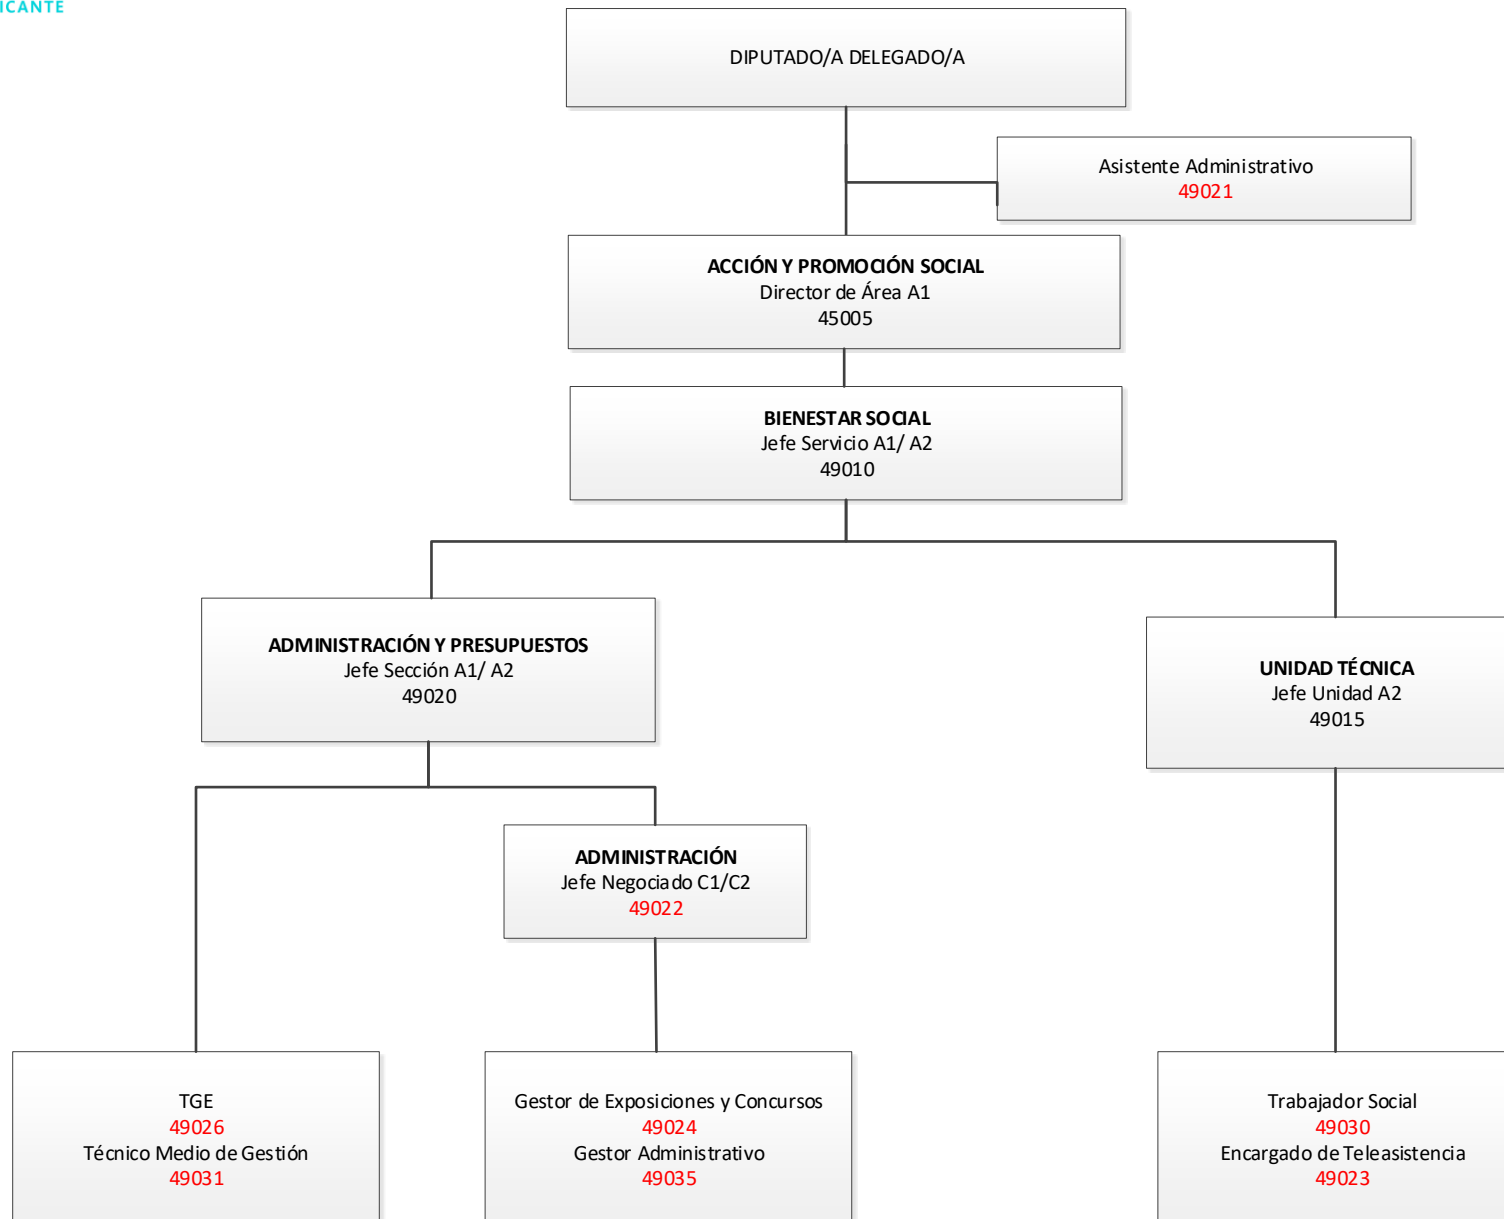 ICANTE
DIPUTADO/A DELEGADO/A
Asistente Administrativo
49021
ACCIÓN Y PROMOCIÓN SOCIAL
Director de Área A1
45005
BIENESTAR SOCIAL
Jefe Servicio A1/ A2
49010
ADMINISTRACIÓN Y PRESUPUESTOS
Jefe Sección A1/ A2
49020
UNIDAD TÉCNICA
Jefe Unidad A2
49015
ADMINISTRACIÓN
Jefe Negociado C1/C2
49022
TGE
49026
Técnico Medio de Gestión
49031
Gestor de Exposiciones y Concursos
49024
Gestor Administrativo
49035
Trabajador Social
49030
Encargado de Teleasistencia
49023